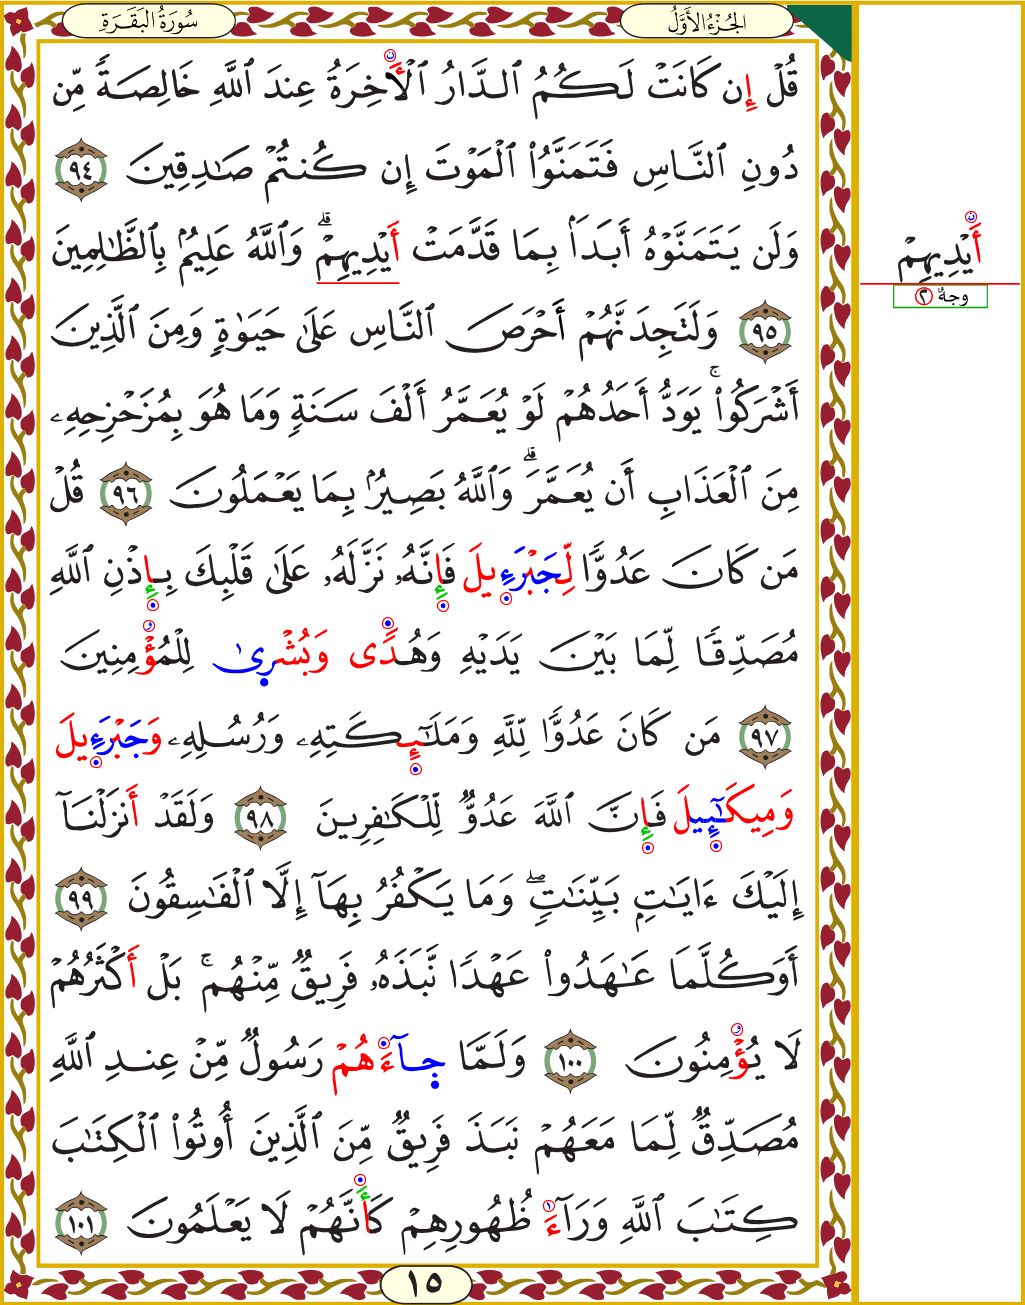 الجُزْءُ الأَوَّلُ
سُورَةُ البَقَرَةِ
قُلۡ إِن كَانَتۡ لَكُمُ ٱلدَّارُ ٱلۡأٓخِرَةُ عِندَ ٱللَّهِ خَالِصَةٗ مِّن
دُونِ ٱلنَّاسِ فَتَمَنَّوُاْ ٱلۡمَوۡتَ إِن كُنتُمۡ صَٰدِقِينَ ٩٤
وَلَن يَتَمَنَّوۡهُ أَبَدَۢا بِمَا قَدَّمَتۡ أَيۡدِيهِمۡۚ وَٱللَّهُ عَلِيمُۢ بِٱلظَّٰلِمِينَ
٩٥ وَلَتَجِدَنَّهُمۡ أَحۡرَصَ ٱلنَّاسِ عَلَىٰ حَيَوٰةٖ وَمِنَ ٱلَّذِينَ
أَشۡرَكُواْۚ يَوَدُّ أَحَدُهُمۡ لَوۡ يُعَمَّرُ أَلۡفَ سَنَةٖ وَمَا هُوَ بِمُزَحۡزِحِهِۦ
مِنَ ٱلۡعَذَابِ أَن يُعَمَّرَۗ وَٱللَّهُ بَصِيرُۢ بِمَا يَعۡمَلُونَ ٩٦ قُلۡ
مَن كَانَ عَدُوّٗا لِّجَبۡرَءِيلَ فَإِنَّهُۥ نَزَّلَهُۥ عَلَىٰ قَلۡبِكَ بِإِذۡنِ ٱللَّهِ
مُصَدِّقٗا لِّمَا بَيۡنَ يَدَيۡهِ وَهُدٗى وَبُشۡرىٰ لِلۡمُؤۡمِنِينَ
٩٧ مَن كَانَ عَدُوّٗا لِّلَّهِ وَمَلَٰٓئِكَتِهِۦ وَرُسُلِهِۦ وَجَبۡرَءِيلَ
وَمِيكَٰٓئِيلَ فَإِنَّ ٱللَّهَ عَدُوّٞ لِّلۡكَٰفِرِينَ ٩٨ وَلَقَدۡ أَنزَلۡنَآ
إِلَيۡكَ ءَايَٰتِۭ بَيِّنَٰتٖۖ وَمَا يَكۡفُرُ بِهَآ إِلَّا ٱلۡفَٰسِقُونَ ٩٩
أَوَكُلَّمَا عَٰهَدُواْ عَهۡدٗا نَّبَذَهُۥ فَرِيقٞ مِّنۡهُمۚ بَلۡ أَكۡثَرُهُمۡ
لَا يُؤۡمِنُونَ ١٠٠ وَلَمَّا جَآءَهُمۡ رَسُولٞ مِّنۡ عِندِ ٱللَّهِ
مُصَدِّقٞ لِّمَا مَعَهُمۡ نَبَذَ فَرِيقٞ مِّنَ ٱلَّذِينَ أُوتُواْ ٱلۡكِتَٰبَ
كِتَٰبَ ٱللَّهِ وَرَآءَ ظُهُورِهِمۡ كَأَنَّهُمۡ لَا يَعۡلَمُونَ ١٠١
١٥
أَيۡدِيهِمۡ
وجهٌ ٢